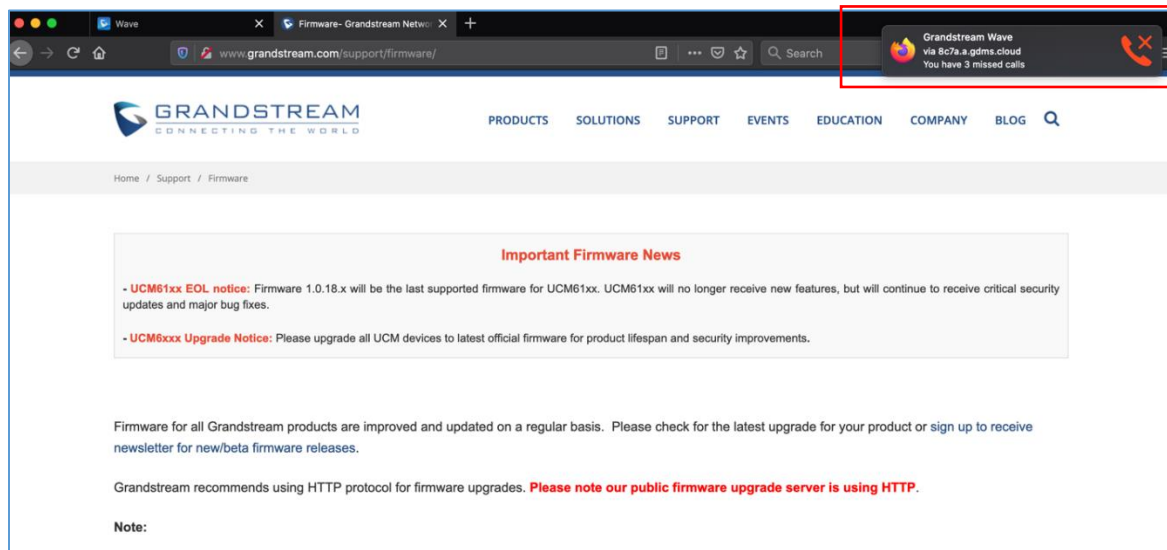 Wave
Firmware- Grandstream Networ
www.grandstream.com/support/firmware/
Search
Grandstream Wave
via 8c7a.a.gdms.cloud
You have 3 missed calls
GRANDSTREAM
CONNECTING THE WORLD
PRODUCTS SOLUTIONS SUPPORT EVENTS EDUCATION COMPANY BLOG
Home / Support / Firmware
Important Firmware News
- UCM61xx EOL notice: Firmware 1.0.18.x will be the last supported firmware for UCM61xx. UCM61xx will no longer receive new features, but will continue to receive critical security
updates and major bug fixes.
- UCM6xxx Upgrade Notice: Please upgrade all UCM devices to latest official firmware for product lifespan and security improvements.
Firmware for all Grandstream products are improved and updated on a regular basis. Please check for the latest upgrade for your product or sign up to receive
newsletter for new/beta firmware releases.
Grandstream recommends using HTTP protocol for firmware upgrades. Please note our public firmware upgrade server is using HTTP.
Note: